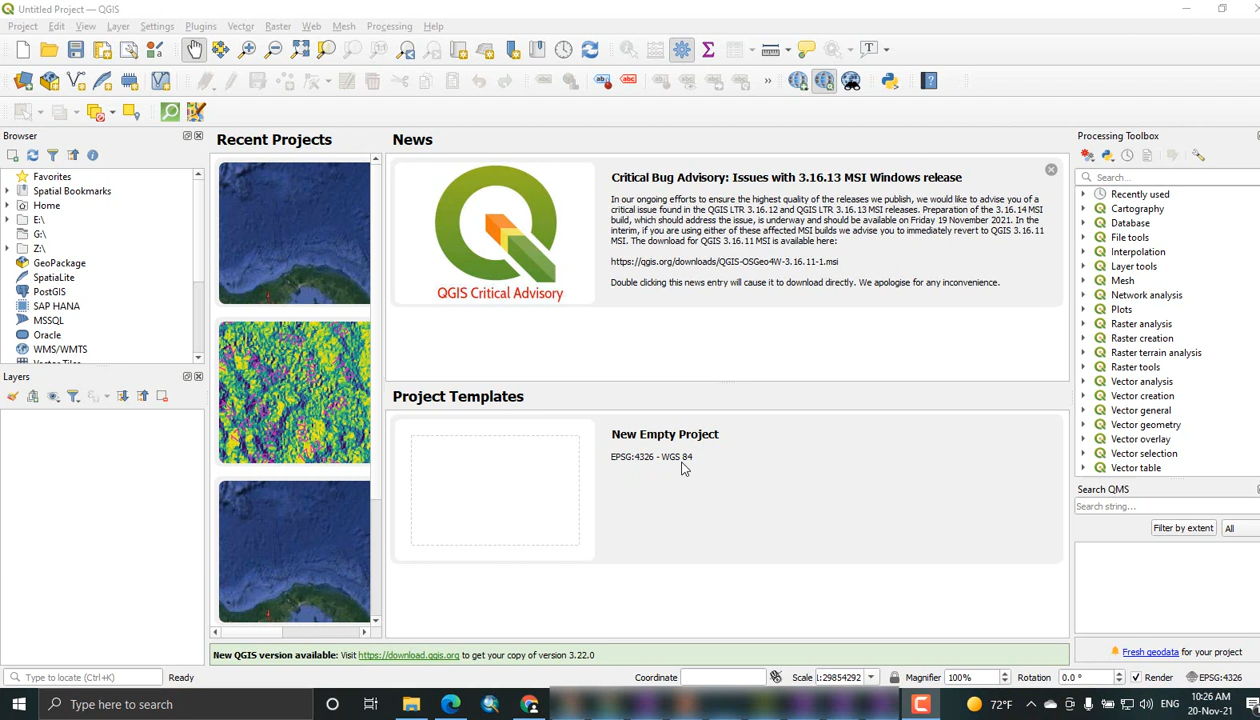 Untitled Project — QGIS
Project Edit View Layer Settings Plugins Vector Raster Web Mesh Processing Help
Browser
Favorites
Spatial Bookmarks
Home
E:\
G:\
Z:\
GeoPackage
SpatiaLite
PostGIS
SAP HANA
MSSQL
Oracle
WMS/WMTS
Vector Tiles
Layers
Recent Projects
News
Critical Bug Advisory: Issues with 3.16.13 MSI Windows release
In our ongoing efforts to ensure the highest quality of the releases we publish, we would like to advise you of a
critical issue found in the QGIS LTR 3.16.12 and QGIS LTR 3.16.13 MSI releases. Preparation of the 3.16.14 MSI
build, which should address the issue, is underway and should be available on Friday 19 November 2021. In the
interim, if you are using either of these affected MSI builds we advise you to immediately revert to QGIS 3.16.11
MSI. The download for QGIS 3.16.11 MSI is available here:
https://qgis.org/downloads/QGIS-OSGeo4W-3.16.11-1.msi
Double clicking this news entry will cause it to download directly. We apologise for any inconvenience.
QGIS Critical Advisory
Project Templates
New Empty Project
EPSG:4326 - WGS 84
New QGIS version available: Visit https://download.qgis.org to get your copy of version 3.22.0
Processing Toolbox
Search...
Recently used
Cartography
Database
File tools
Interpolation
Layer tools
Mesh
Network analysis
Plots
Raster analysis
Raster creation
Raster terrain analysis
Raster tools
Vector analysis
Vector creation
Vector general
Vector geometry
Vector overlay
Vector selection
Vector table
Search QMS
Search string...
Filter by extent All
Fresh geodata for your project
Type to locate (Ctrl+K) Ready Coordinate Scale 1:29854292 Magnifier 100% Rotation 0.0 ° Render EPSG:4326
Type here to search
72°F
10:26 AM
20-Nov-21